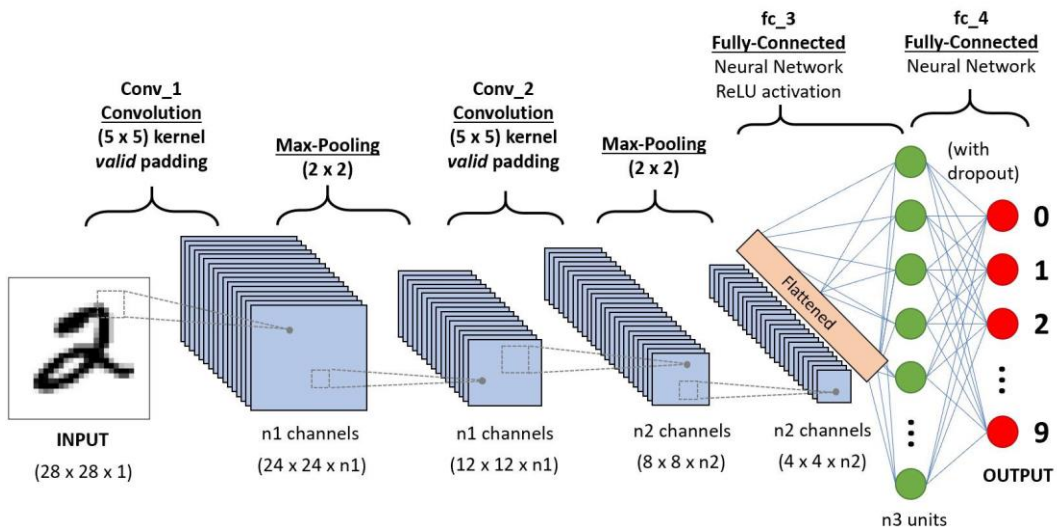 Conv_1
Convolution
(5 x 5) kernel
valid padding
Max-Pooling
(2 x 2)
Conv_2
Convolution
(5 x 5) kernel
valid padding
Max-Pooling
(2 x 2)
fc_3
Fully-Connected
Neural Network
ReLU activation
fc_4
Fully-Connected
Neural Network
(with
dropout)
Flattened
0
1
2
9
OUTPUT
2
INPUT
(28 x 28 x 1)
n1 channels
(24 x 24 x n1)
n1 channels
(12 x 12 x n1)
n2 channels
(8 x 8 x n2)
n2 channels
(4 x 4 x n2)
n3 units